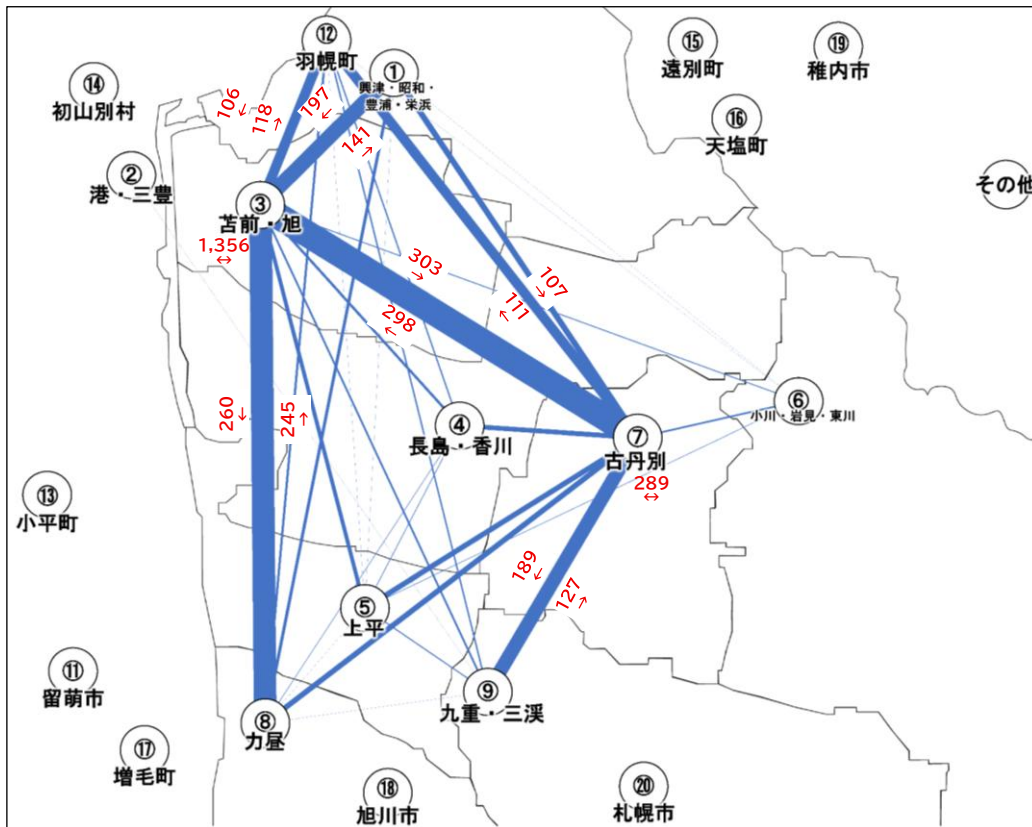 ⑫
羽幌町
①
興津・昭和・
豊浦・栄浜
⑮
遠別町
⑲
稚内市
⑭
初山別村
106
↓
118
→
197
↙
141
→
⑯
天塩町
②
港・三豊
その他
③
苫前・旭
1,356
↔
303
→
298
←
107
↘
111
↖
⑥
小川・岩見・東川
④
長島・香川
⑦
古丹別
289
↔
260
↓
245
↑
⑬
小平町
189
↓
127
↗
⑤
上平
⑪
留萌市
⑨
九重・三渓
⑧
力昼
⑰
増毛町
⑱
旭川市
⑳
札幌市